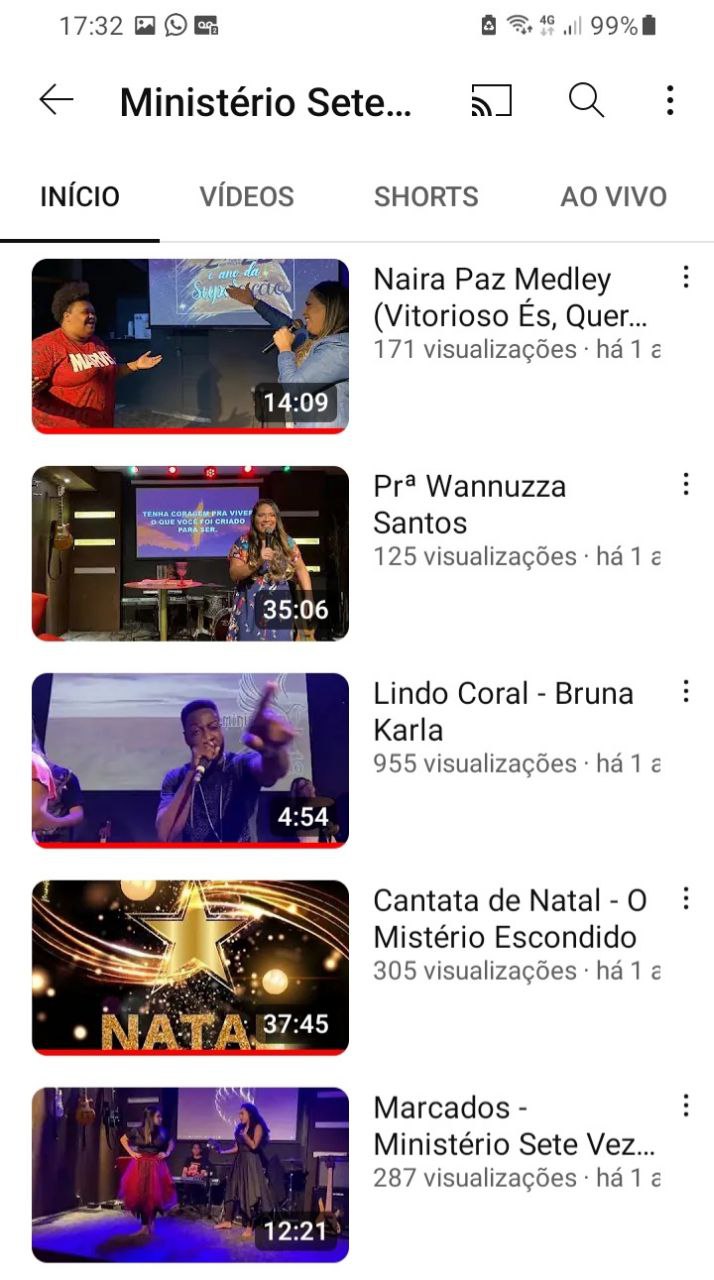 17:32
4G
99%
Ministério Sete...
INÍCIO
VÍDEOS
SHORTS
AO VIVO
o ano da
MARVE
14:09
Naira Paz Medley
(Vitorioso És, Quer...
171 visualizações · há 1 a
TENHA CORAGEM PRA VIVER
O QUE VOCÊ FOI CRIADO
PARA SER.
35:06
Prª Wannuzza
Santos
125 visualizações · há 1 a
4:54
Lindo Coral - Bruna
Karla
955 visualizações · há 1 a
NATAL
37:45
Cantata de Natal - O
Mistério Escondido
305 visualizações · há 1 a
12:21
Marcados -
Ministério Sete Vez...
287 visualizações · há 1 a